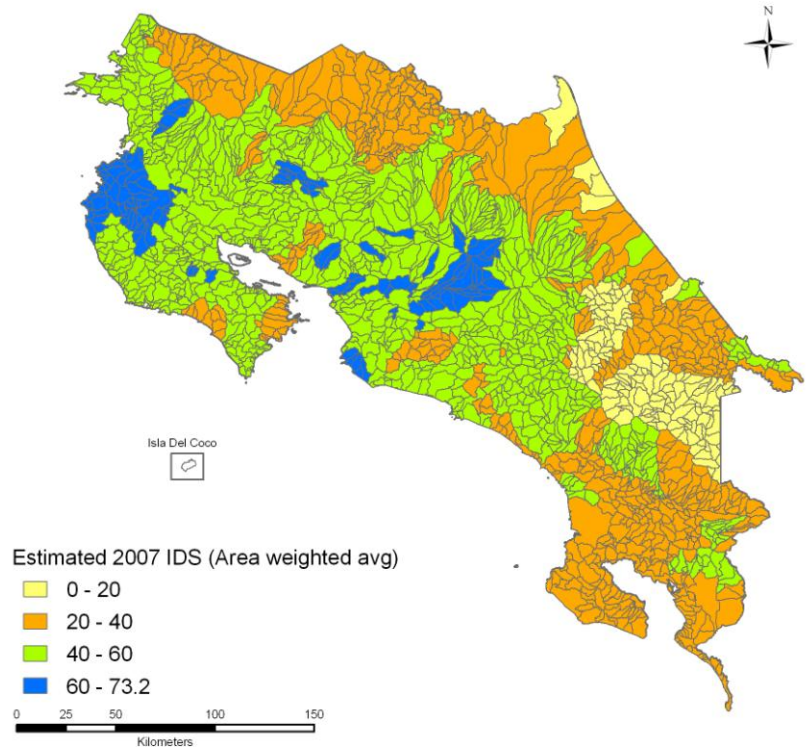 N
Isla Del Coco
Estimated 2007 IDS (Area weighted avg)
0 - 20
20 - 40
40 - 60
60 - 73.2
0 25 50 100 150
Kilometers